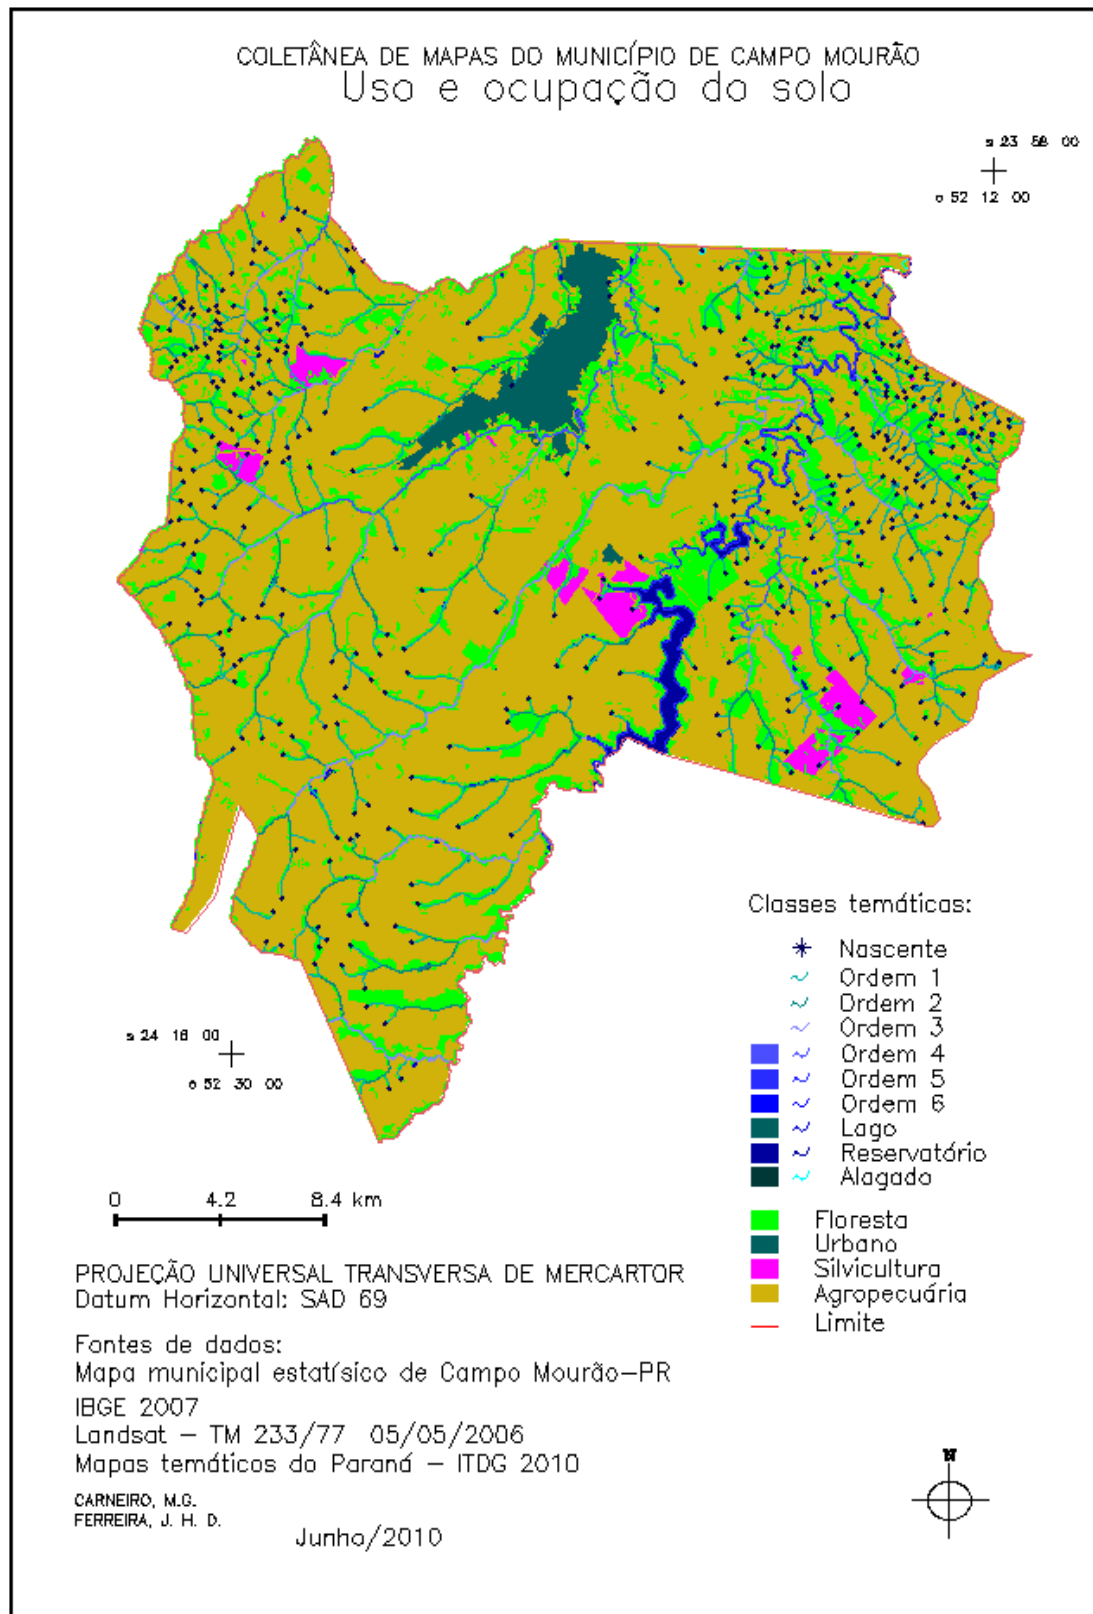 COLETÂNEA DE MAPAS DO MUNICÍPIO DE CAMPO MOURÃO
Uso e ocupação do solo
s 23 58 00
o 52 12 00
Classes temáticas:
Nascente
Ordem 1
Ordem 2
Ordem 3
Ordem 4
Ordem 5
Ordem 6
Lago
Reservatório
Alagado
Floresta
Urbano
Silvicultura
Agropecuária
Limite
s 24 16 00
o 52 30 00
0 4.2 8.4 km
PROJEÇÃO UNIVERSAL TRANSVERSA DE MERCARTOR
Datum Horizontal: SAD 69
Fontes de dados:
Mapa municipal estatísico de Campo Mourão-PR
IBGE 2007
Landsat - TM 233/77 05/05/2006
Mapas temáticos do Paraná - ITDG 2010
CARNEIRO, M.G.
FERREIRA, J. H. D.
Junho/2010
N